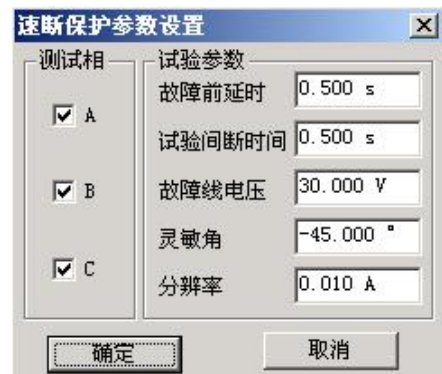 速断保护参数设置
测试相
A
B
C
试验参数
故障前延时 0.500 s
试验间断时间 0.500 s
故障线电压 30.000 V
灵敏角 -45.000 °
分辨率 0.010 A
确定
取消